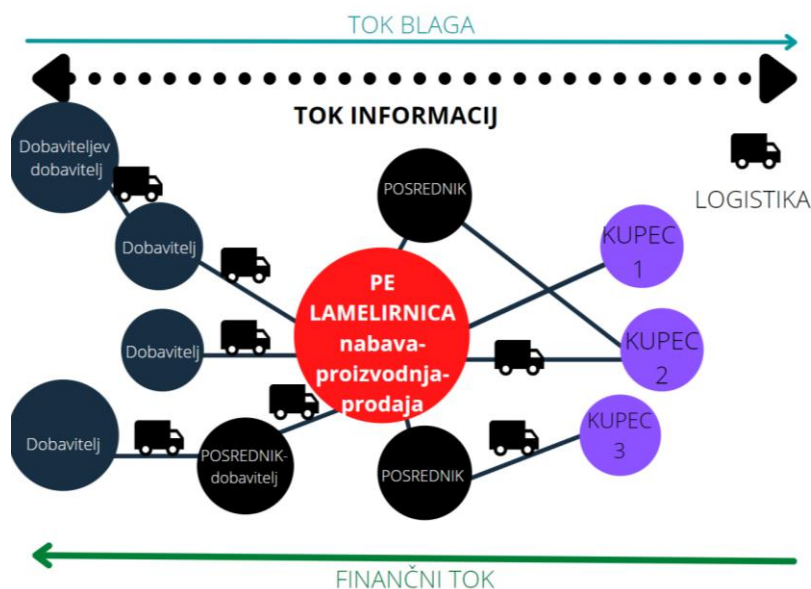 TOK BLAGA
TOK INFORMACIJ
Dobaviteljev
dobavitelj
POSREDNIK
LOGISTIKA
Dobavitelj
KUPEC
1
PE
LAMELIRNICA
nabava-
proizvodnja-
prodaja
Dobavitelj
KUPEC
2
Dobavitelj
POSREDNIK-
dobavitelj
POSREDNIK
KUPEC
3
FINANČNI TOK